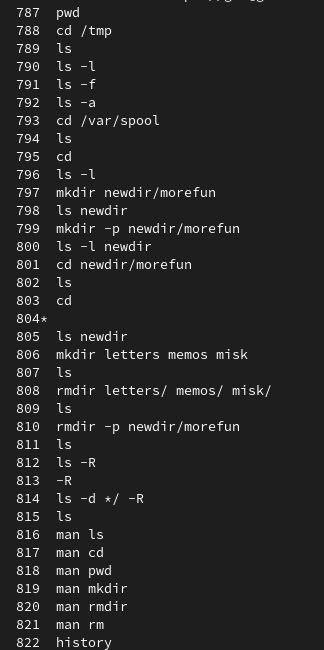 787 pwd
788 cd /tmp
789 ls
790 ls -l
791 ls -f
792 ls -a
793 cd /var/spool
794 ls
795 cd
796 ls -l
797 mkdir newdir/morefun
798 ls newdir
799 mkdir -p newdir/morefun
800 ls -l newdir
801 cd newdir/morefun
802 ls
803 cd
804*
805 ls newdir
806 mkdir letters memos misk
807 ls
808 rmdir letters/ memos/ misk/
809 ls
810 rmdir -p newdir/morefun
811 ls
812 ls -R
813 -R
814 ls -d */ -R
815 ls
816 man ls
817 man cd
818 man pwd
819 man mkdir
820 man rmdir
821 man rm
822 history